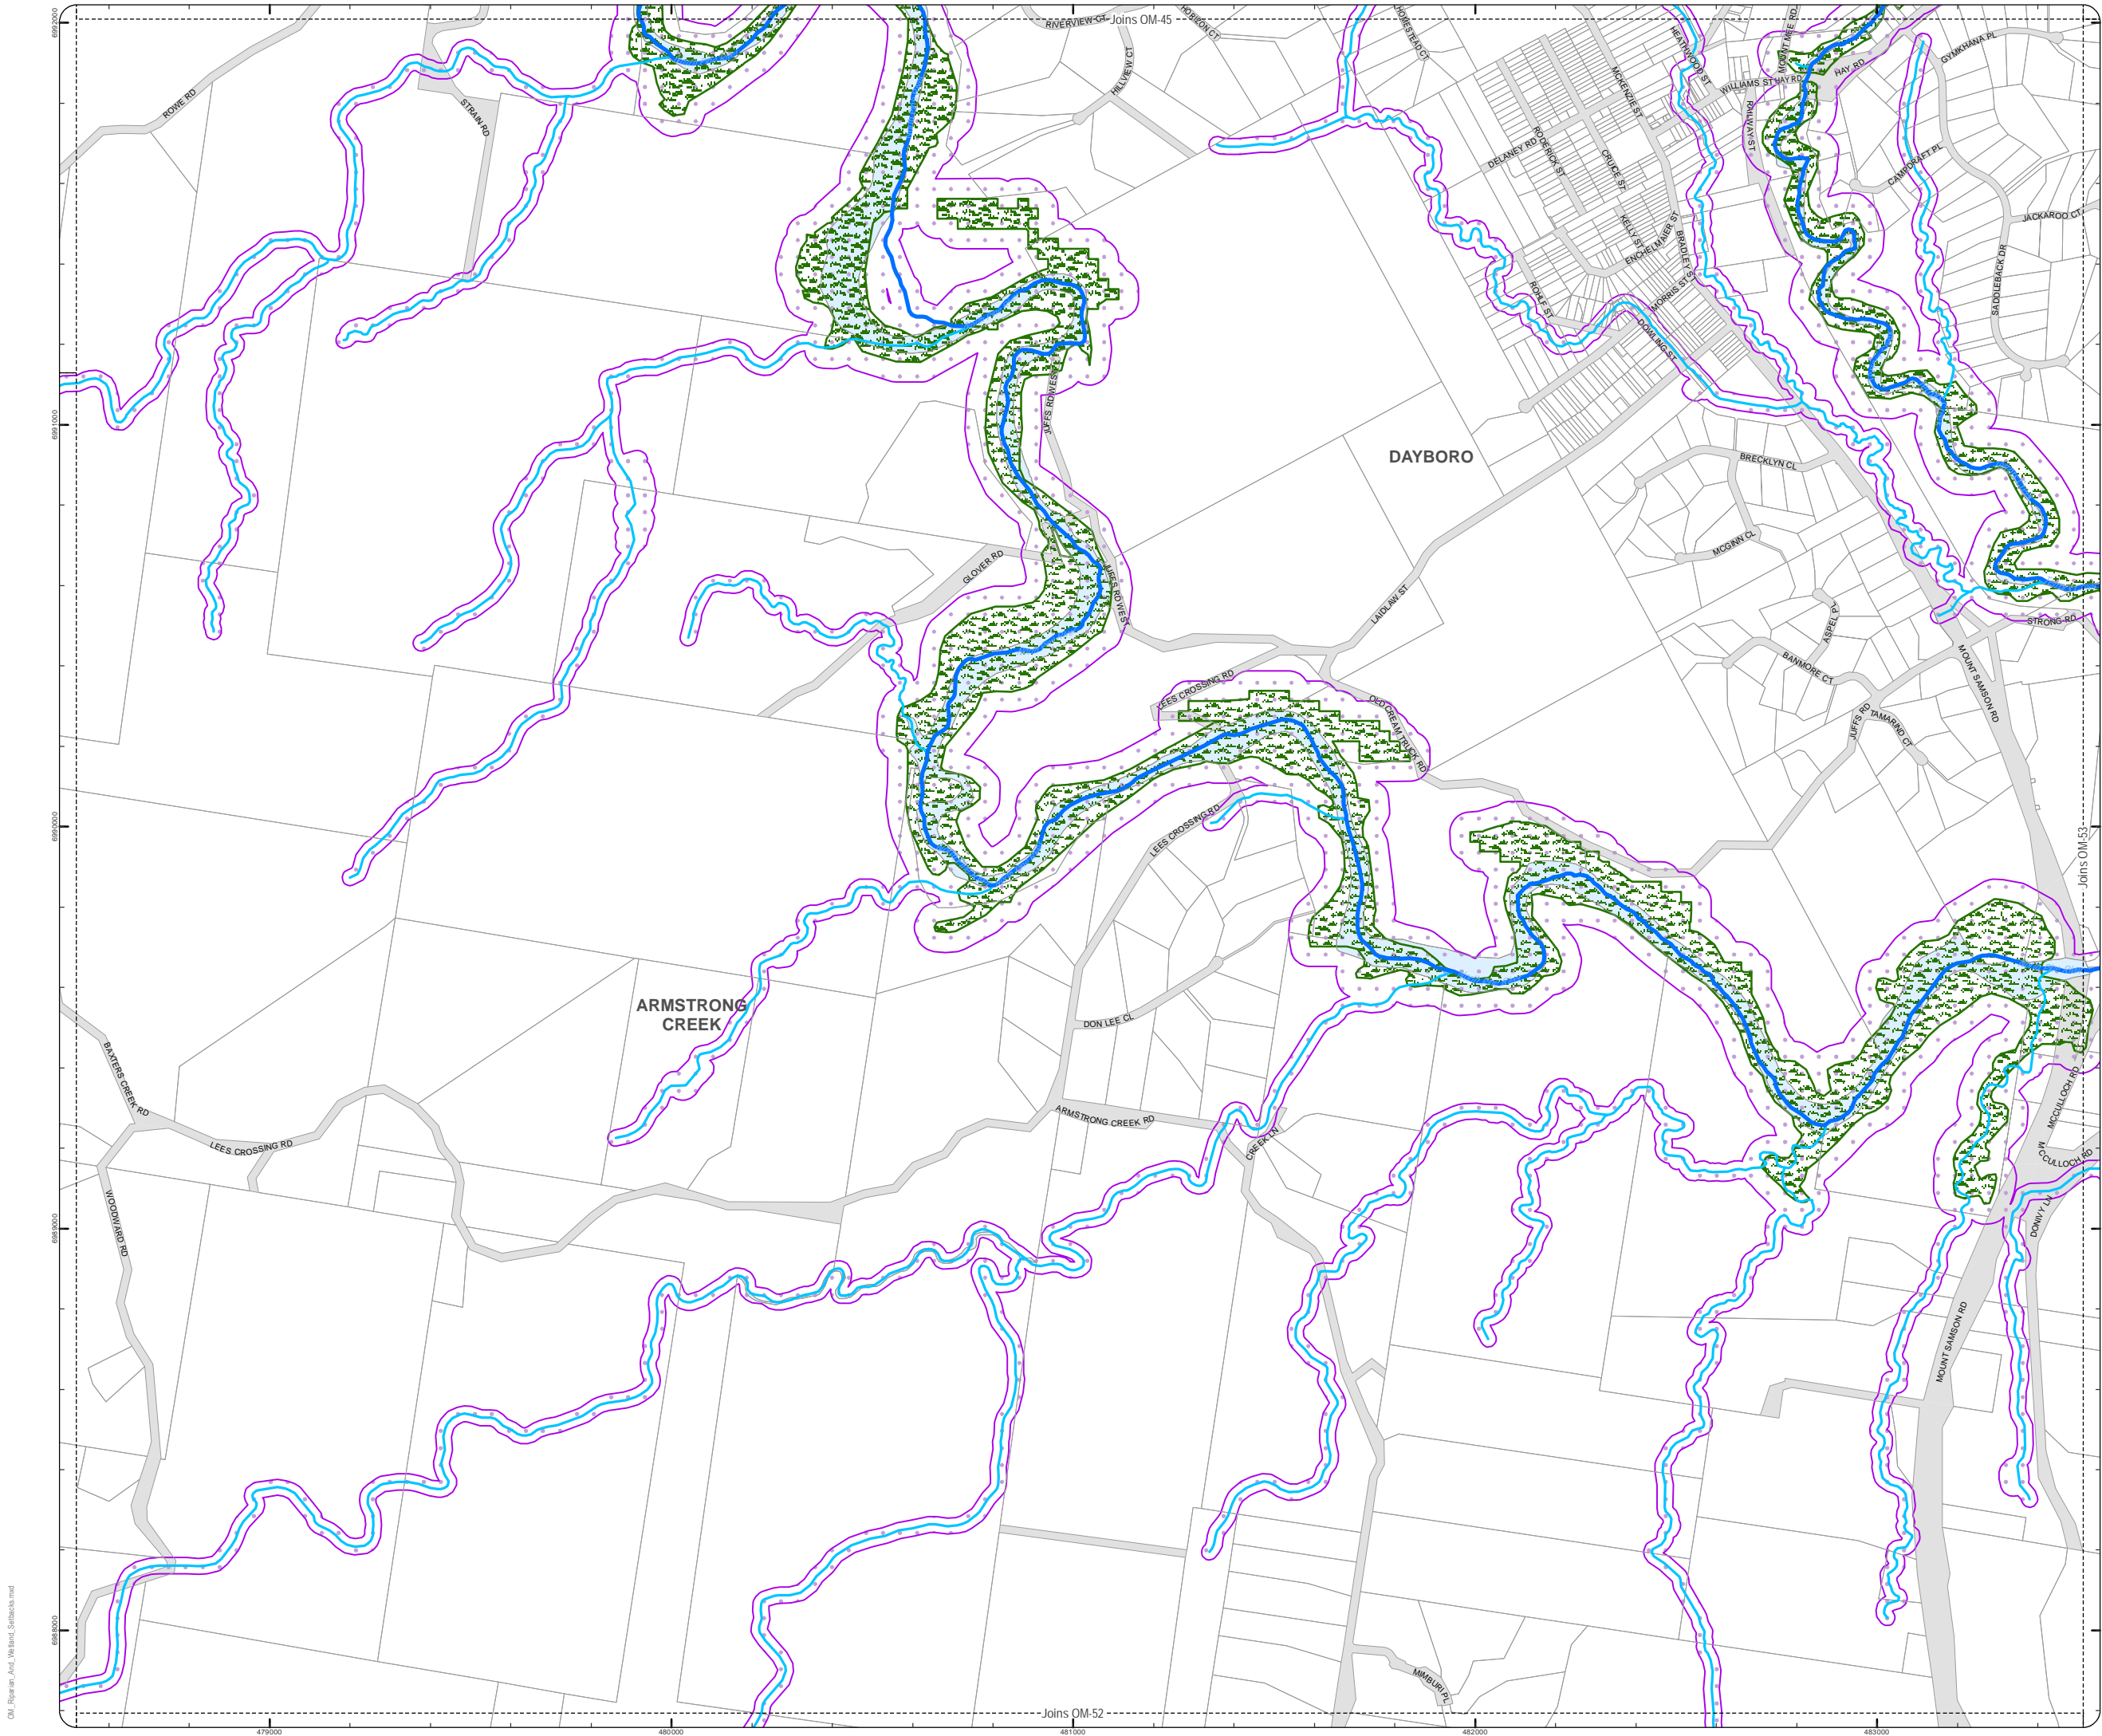 Joins OM-45
6992000
RIVERVIEW CT
HORIKON CT
HILLVIEW CT
HOMESTEAD CT
ROWE RD
STRAIN RD
MCKENZIE ST
HEATHWOOD ST
MOUNT MEE RD
WILLIAMS ST
HAY RD
HAY RD
GYMKHANA PL
RAILWAY ST
DELANEY RD
RODERICK ST
CRUICE ST
CAMPDRAFT PL
JACKAROO CT
KELLY ST
ENCHELMAIER ST
BRADLEY ST
MORRIS ST
SADDLEBACK DR
ROHLF ST
DOWLING ST
JUFFS RD WEST
6991000
DAYBORO
BRECKLYN CL
MCGINN CL
GLOVER RD
JUFFS RD WEST
LAIDLAW ST
ASPEL PL
STRONG RD
BANMORE CT
MOUNT SAMSON RD
LEES CROSSING RD
OLD CREAM TRUCK RD
JUFFS RD
TAMARIND CT
6990000
LEES CROSSING RD
Joins OM-53
ARMSTRONG
CREEK
DON LEE CL
BAXTERS CREEK RD
LEES CROSSING RD
ARMSTRONG CREEK RD
CREEK LN
MCCULLOCH RD
MCCULLOCH RD
WOODWARD RD
DONIVY LN
6989000
MOUNT SAMSON RD
6988000
MIMBURI PL
OM_Riparian_And_Wetland_Setbacks.mxd
Joins OM-52
479000
480000
481000
482000
483000